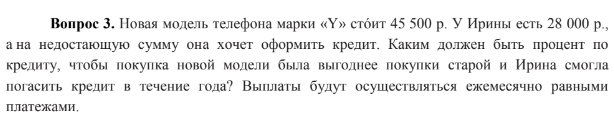 Вопрос 3. Новая модель телефона марки «Y» сто́ит 45 500 р. У Ирины есть 28 000 р.,
а на недостающую сумму она хочет оформить кредит. Каким должен быть процент по
кредиту, чтобы покупка новой модели была выгоднее покупки старой и Ирина смогла
погасить кредит в течение года? Выплаты будут осуществляться ежемесячно равными
платежами.